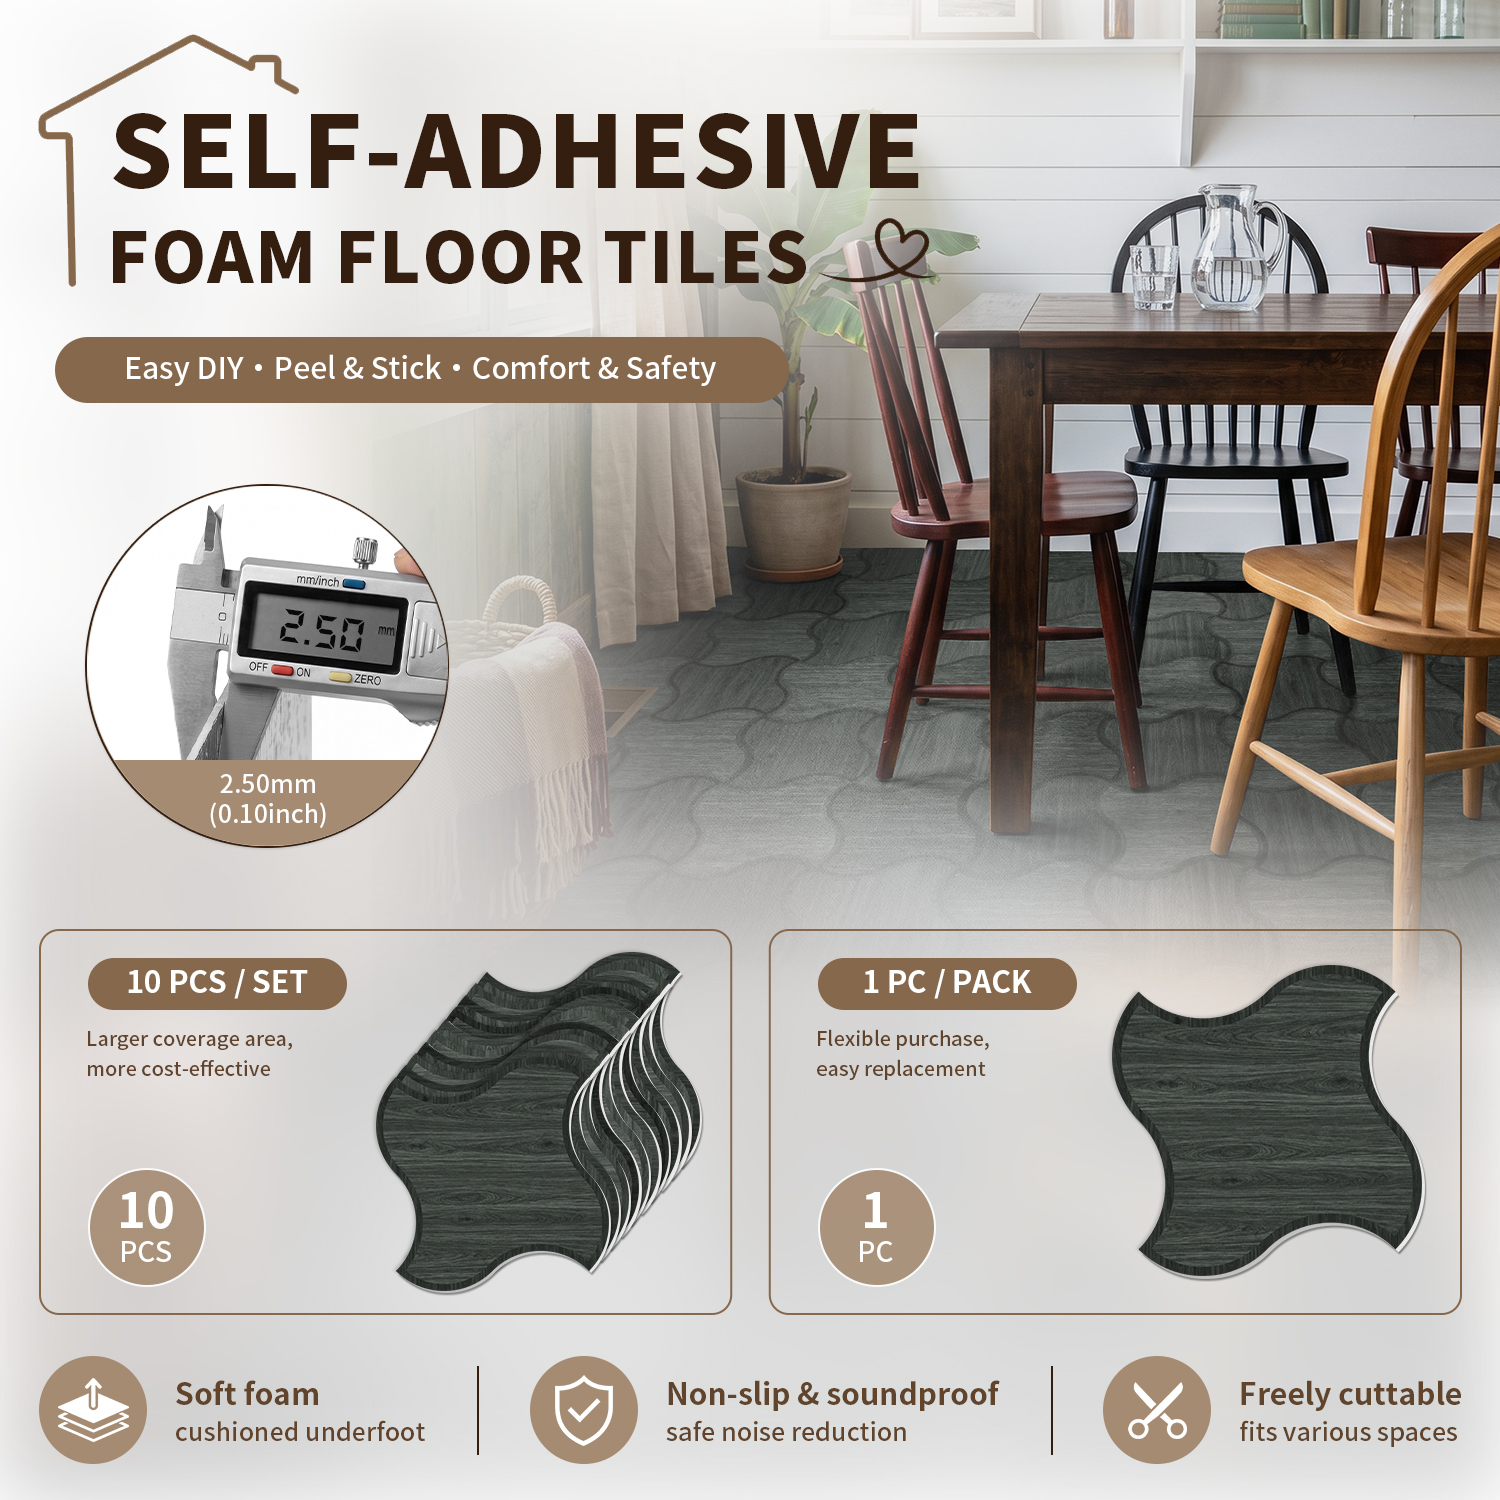 SELF-ADHESIVE
FOAM FLOOR TILES
Easy DIY • Peel & Stick • Comfort & Safety
mm/inch
2.50 mm
OFF ON ZERO
2.50mm
(0.10inch)
10 PCS / SET
Larger coverage area,
more cost-effective
10
PCS
1 PC / PACK
Flexible purchase,
easy replacement
1
PC
Soft foam
cushioned underfoot
Non-slip & soundproof
safe noise reduction
Freely cuttable
fits various spaces